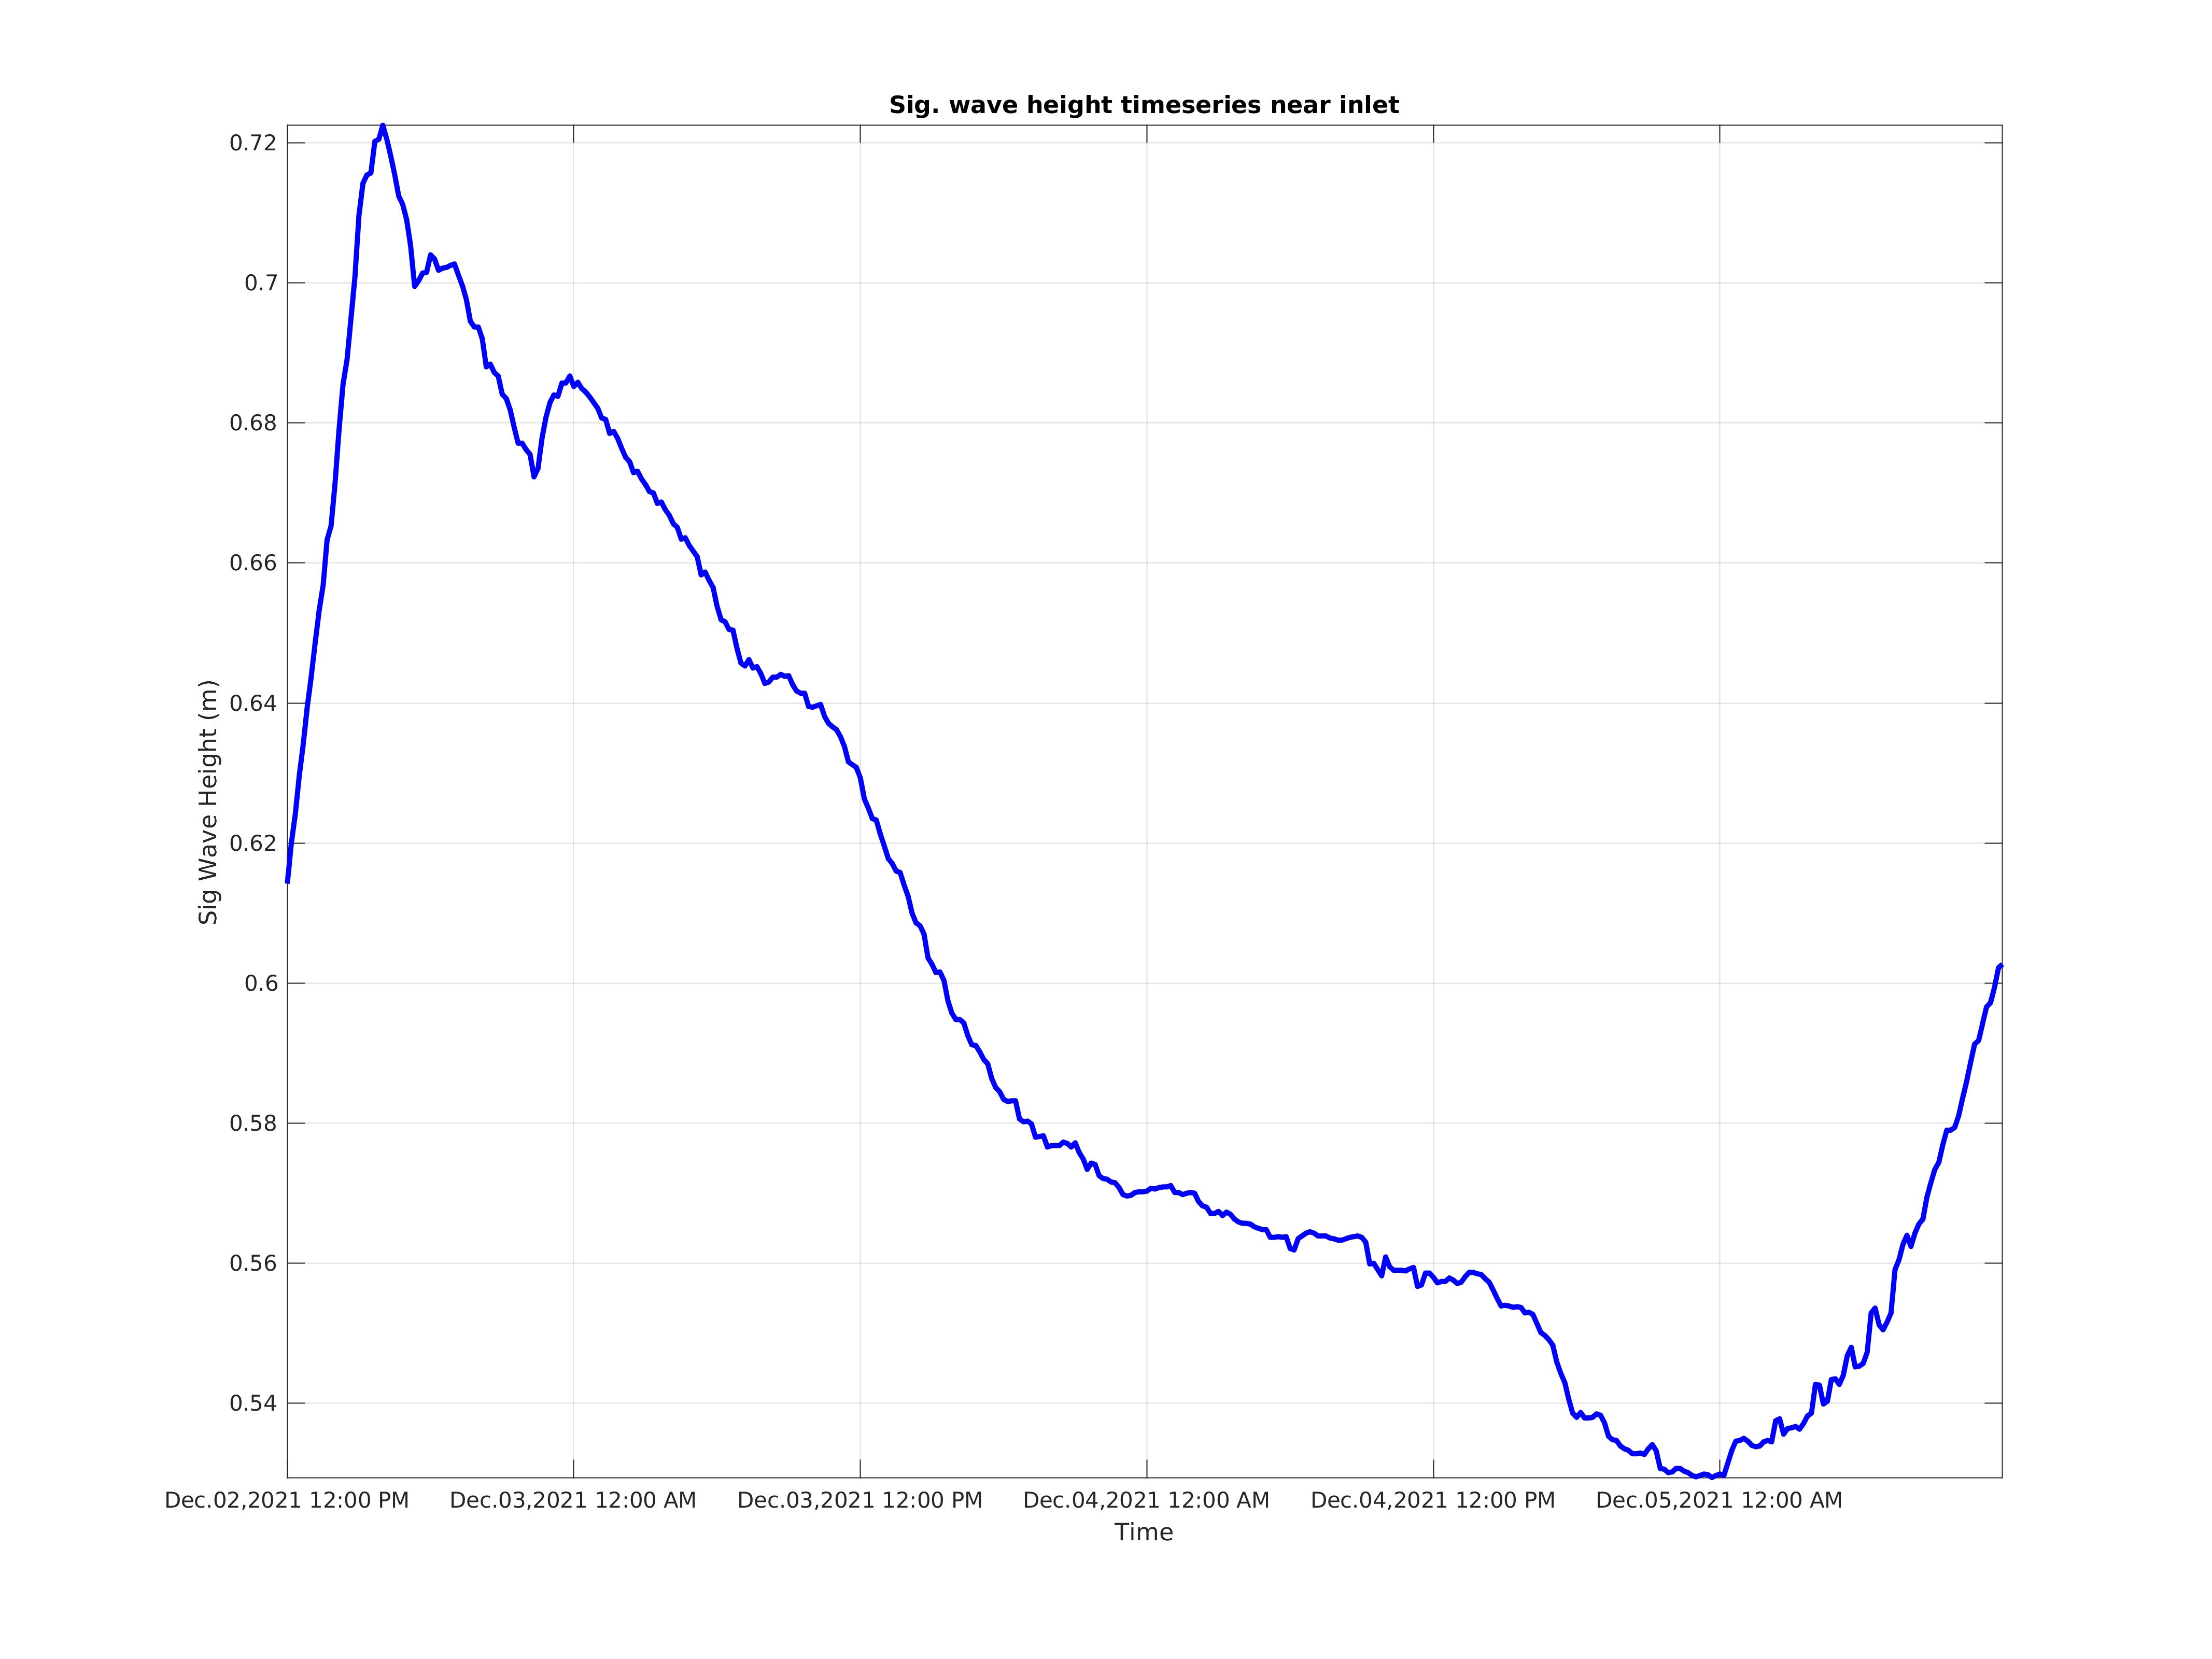 Sig. wave height timeseries near inlet
0.72
0.7
0.68
0.66
0.64
0.62
0.6
0.58
0.56
0.54
Sig Wave Height (m)
Dec.02,2021 12:00 PM Dec.03,2021 12:00 AM Dec.03,2021 12:00 PM Dec.04,2021 12:00 AM Dec.04,2021 12:00 PM Dec.05,2021 12:00 AM
Time